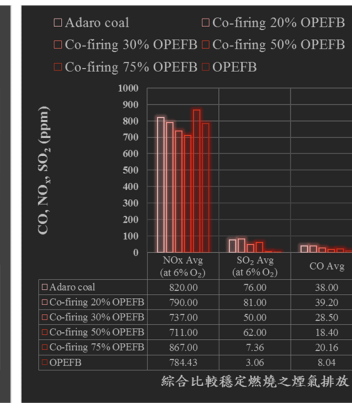 Adaro coal Co-firing 20% OPEFB
Co-firing 30% OPEFB Co-firing 50% OPEFB
Co-firing 75% OPEFB OPEFB
CO, NOx, SO2 (ppm)
1000
900
800
700
600
500
400
300
200
100
0
NOx Avg (at 6% O2) SO2 Avg (at 6% O2) CO Avg
Adaro coal 820.00 76.00 38.00
Co-firing 20% OPEFB 790.00 81.00 39.20
Co-firing 30% OPEFB 737.00 50.00 28.50
Co-firing 50% OPEFB 711.00 62.00 18.40
Co-firing 75% OPEFB 867.00 7.36 20.16
OPEFB 784.43 3.06 8.04
綜合比較穩定燃燒之煙氣排放